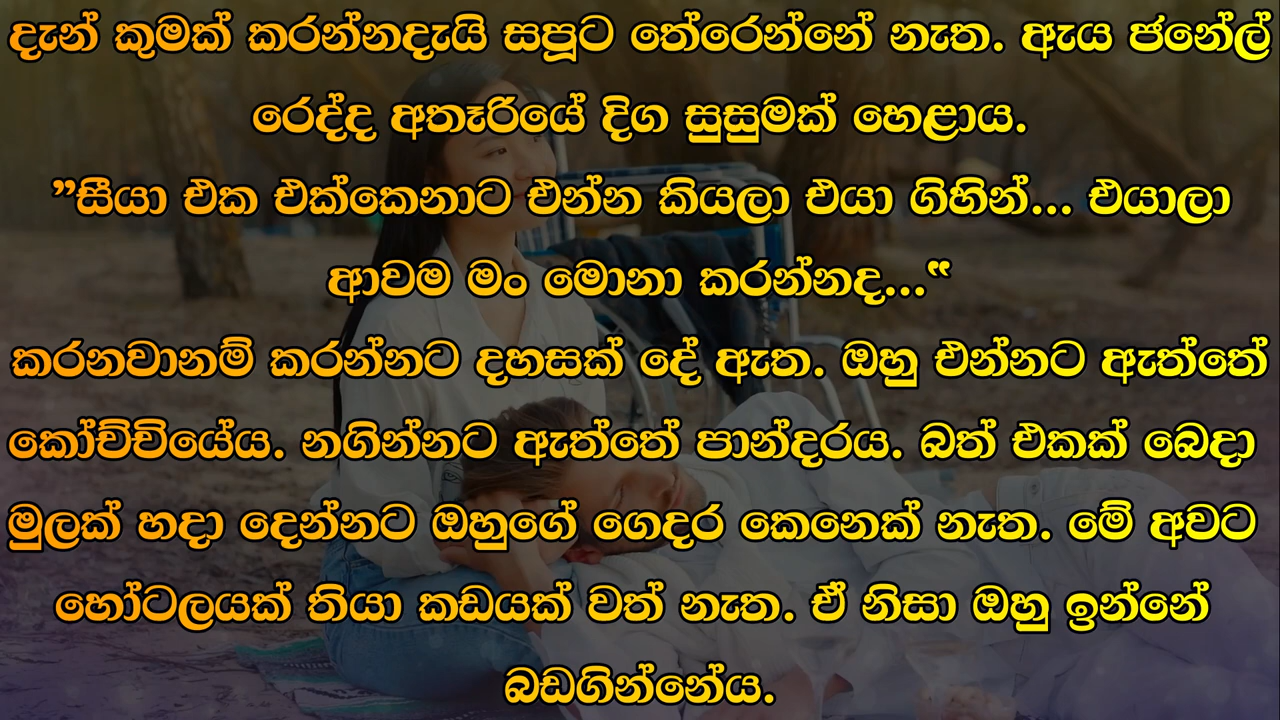 දැන් කුමක් කරන්නදැයි සපූට තේරෙන්නේ නැත. ඇය ජනේල්
රෙද්ද අතෑරියේ දිග සුසුමක් හෙළාය.
”සීයා එක එක්කෙනාට එන්න කියලා එයා ගිහින්... එයාලා
ආවම මං මොනා කරන්නද...“
කරනවානම් කරන්නට දහසක් දේ ඇත. ඔහු එන්නට ඇත්තේ
කෝච්චියේය. නගින්නට ඇත්තේ පාන්දරය. බත් එකක් බෙදා
මුලක් හදා දෙන්නට ඔහුගේ ගෙදර කෙනෙක් නැත. මේ අවට
හෝටලයක් තියා කඩයක් වත් නැත. ඒ නිසා ඔහු ඉන්නේ
බඩගින්නේය.